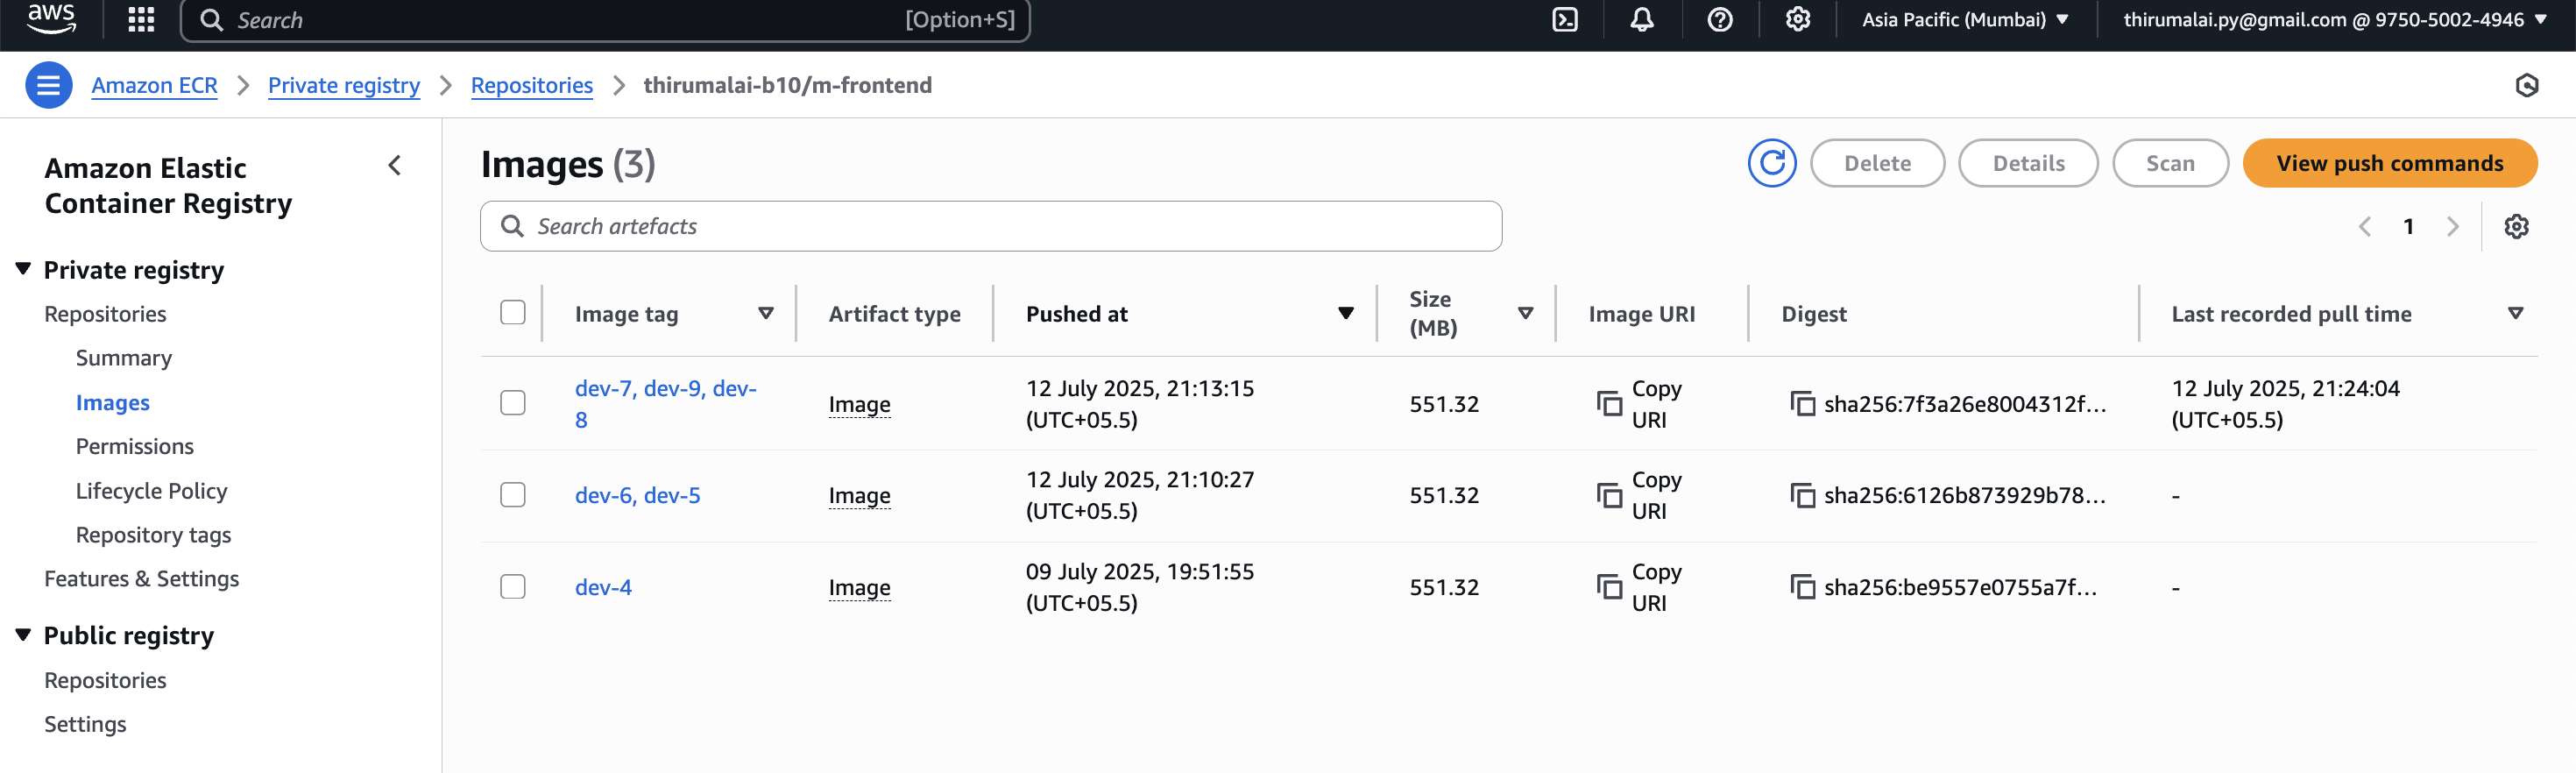 aws
Search
[Option+S]
Asia Pacific (Mumbai)
thirumalai.py@gmail.com @ 9750-5002-4946
Amazon ECR
Private registry
Repositories
thirumalai-b10/m-frontend
Amazon Elastic
Container Registry
Private registry
Repositories
Summary
Images
Permissions
Lifecycle Policy
Repository tags
Features & Settings
Public registry
Repositories
Settings
Images (3)
Delete
Details
Scan
View push commands
Search artefacts
1
Image tag
Artifact type
Pushed at
Size
(MB)
Image URI
Digest
Last recorded pull time
dev-7, dev-9, dev-
8
Image
12 July 2025, 21:13:15
(UTC+05.5)
551.32
Copy
URI
sha256:7f3a26e8004312f...
12 July 2025, 21:24:04
(UTC+05.5)
dev-6, dev-5
Image
12 July 2025, 21:10:27
(UTC+05.5)
551.32
Copy
URI
sha256:6126b873929b78...
-
dev-4
Image
09 July 2025, 19:51:55
(UTC+05.5)
551.32
Copy
URI
sha256:be9557e0755a7f...
-